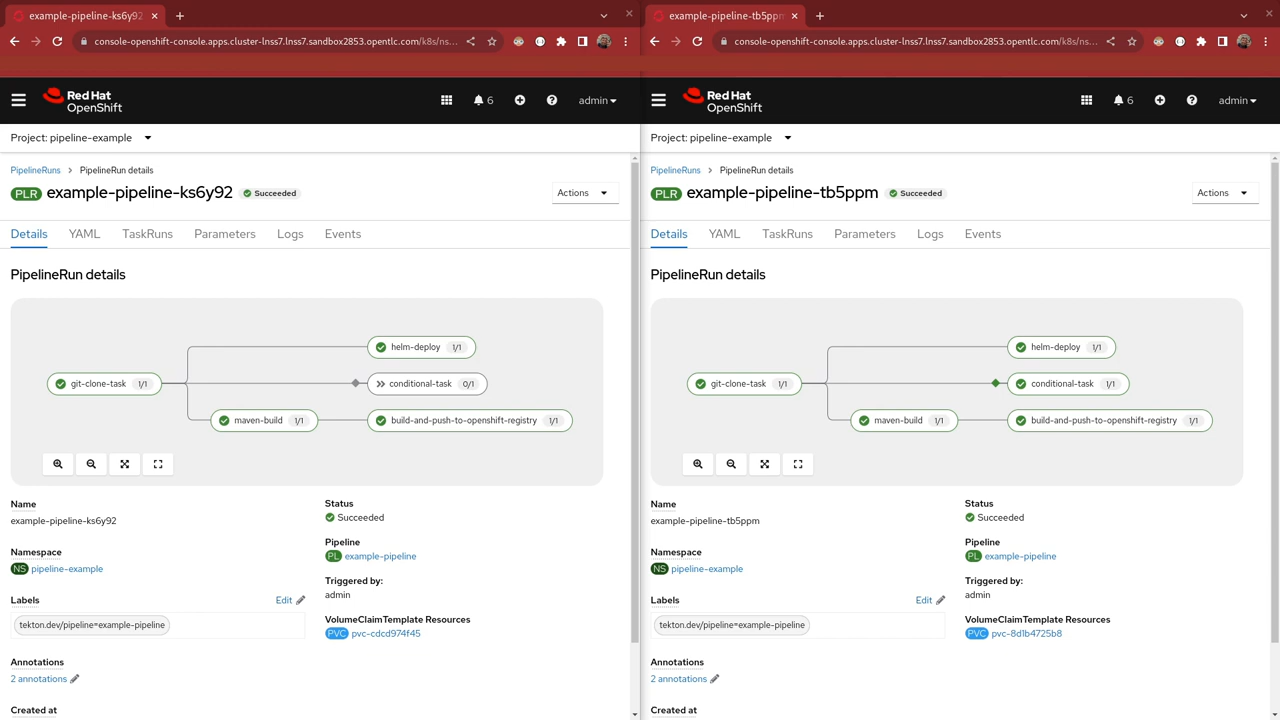 example-pipeline-ks6y92
console-openshift-console.apps.cluster-lnss7.lnss7.sandbox2853.opentlc.com/k8s/ns...
Red Hat
OpenShift
6
admin
Project: pipeline-example
PipelineRuns
PipelineRun details
PLR example-pipeline-ks6y92 Succeeded
Actions
Details YAML TaskRuns Parameters Logs Events
PipelineRun details
helm-deploy 1/1
git-clone-task 1/1
conditional-task 0/1
maven-build 1/1
build-and-push-to-openshift-registry 1/1
Name
example-pipeline-ks6y92
Namespace
NS pipeline-example
Labels
Edit
tekton.dev/pipeline=example-pipeline
Annotations
2 annotations
Created at
Status
Succeeded
Pipeline
PL example-pipeline
Triggered by:
admin
VolumeClaimTemplate Resources
PVC pvc-cdcd974f45
example-pipeline-tb5ppm
console-openshift-console.apps.cluster-lnss7.lnss7.sandbox2853.opentlc.com/k8s/ns...
Red Hat
OpenShift
6
admin
Project: pipeline-example
PipelineRuns
PipelineRun details
PLR example-pipeline-tb5ppm Succeeded
Actions
Details YAML TaskRuns Parameters Logs Events
PipelineRun details
helm-deploy 1/1
git-clone-task 1/1
conditional-task 1/1
maven-build 1/1
build-and-push-to-openshift-registry 1/1
Name
example-pipeline-tb5ppm
Namespace
NS pipeline-example
Labels
Edit
tekton.dev/pipeline=example-pipeline
Annotations
2 annotations
Created at
Status
Succeeded
Pipeline
PL example-pipeline
Triggered by:
admin
VolumeClaimTemplate Resources
PVC pvc-8d1b4725b8